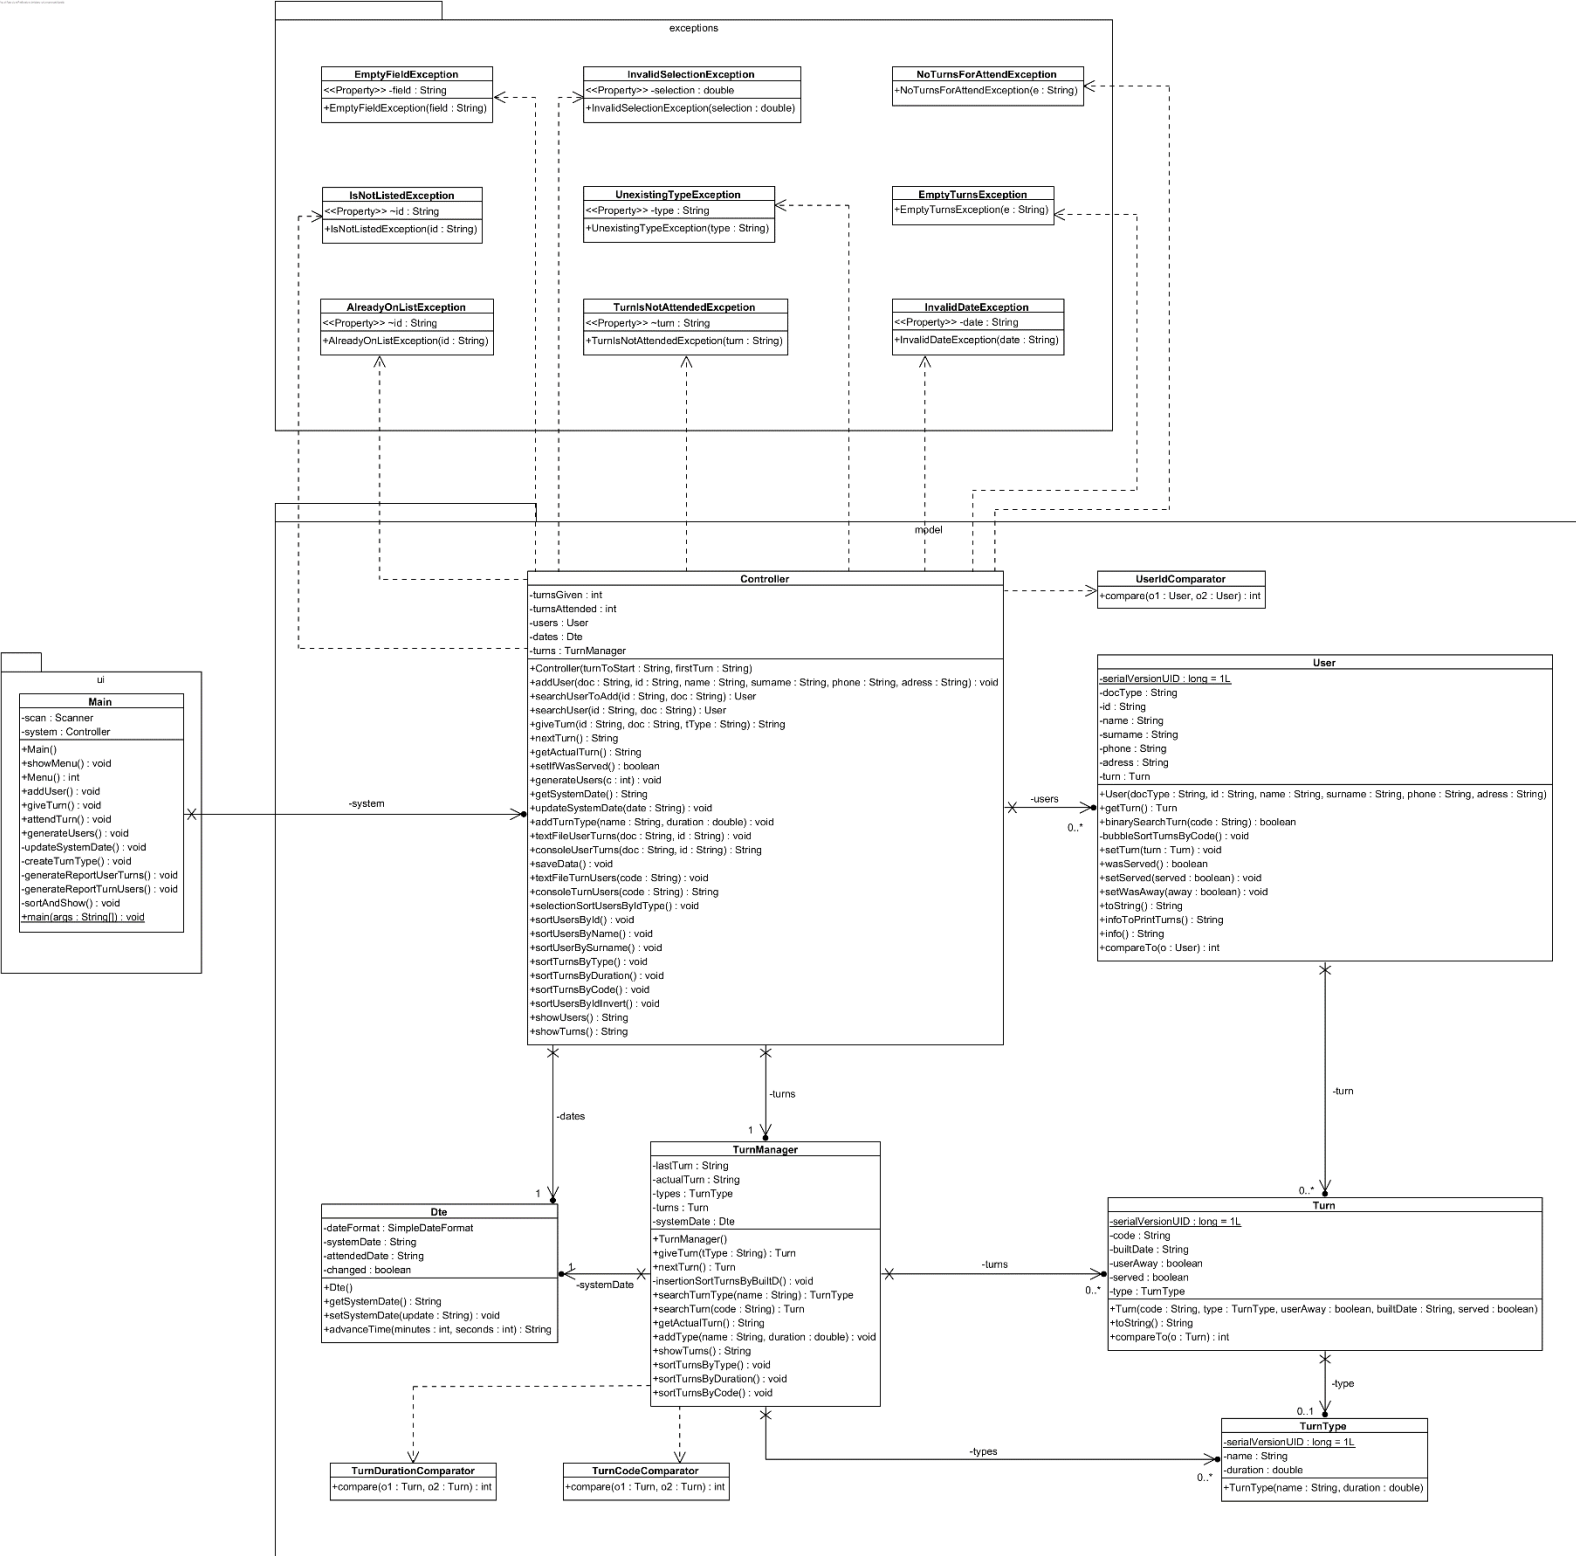 exceptions
EmptyFieldException
<<Property>> -field : String
+EmptyFieldException(field : String)
InvalidSelectionException
<<Property>> -selection : double
+InvalidSelectionException(selection : double)
NoTurnsForAttendException
+NoTurnsForAttendException(e : String)
IsNotListedException
<<Property>> ~id : String
+IsNotListedException(id : String)
UnexistingTypeException
<<Property>> -type : String
+UnexistingTypeException(type : String)
EmptyTurnsException
+EmptyTurnsException(e : String)
AlreadyOnListException
<<Property>> ~id : String
+AlreadyOnListException(id : String)
TurnIsNotAttendedExcpetion
<<Property>> ~turn : String
+TurnIsNotAttendedExcpetion(turn : String)
InvalidDateException
<<Property>> -date : String
+InvalidDateException(date : String)
model
Controller
-turnsGiven : int
-turnsAttended : int
-users : User
-dates : Dte
-turns : TurnManager
+Controller(turnToStart : String, firstTurn : String)
+addUser(doc : String, id : String, name : String, surname : String, phone : String, adress : String) : void
+searchUserToAdd(id : String, doc : String) : User
+searchUser(id : String, doc : String) : User
+giveTurn(id : String, doc : String, tType : String) : String
+nextTurn() : String
+getActualTurn() : String
+setIfWasServed() : boolean
+generateUsers(c : int) : void
+getSystemDate() : String
+updateSystemDate(date : String) : void
+addTurnType(name : String, duration : double) : void
+textFileUserTurns(doc : String, id : String) : void
+consoleUserTurns(doc : String, id : String) : String
+saveData() : void
+textFileTurnUsers(code : String) : void
+consoleTurnUsers(code : String) : String
+selectionSortUsersByIdType() : void
+sortUsersById() : void
+sortUsersByName() : void
+sortUserBySurname() : void
+sortTurnsByType() : void
+sortTurnsByDuration() : void
+sortTurnsByCode() : void
+sortUsersByIdInvert() : void
+showUsers() : String
+showTurns() : String
UserIdComparator
+compare(o1 : User, o2 : User) : int
ui
Main
-scan : Scanner
-system : Controller
+Main()
+showMenu() : void
+Menu() : int
+addUser() : void
+giveTurn() : void
+attendTurn() : void
+generateUsers() : void
-updateSystemDate() : void
-createTurnType() : void
-generateReportUserTurns() : void
-generateReportTurnUsers() : void
-sortAndShow() : void
+main(args : String[]) : void
-system
-users
0..*
User
-serialVersionUID : long = 1L
-docType : String
-id : String
-name : String
-surname : String
-phone : String
-adress : String
-turn : Turn
+User(docType : String, id : String, name : String, surname : String, phone : String, adress : String)
+getTurn() : Turn
+binarySearchTurn(code : String) : boolean
-bubbleSortTurnsByCode() : void
+setTurn(turn : Turn) : void
+wasServed() : boolean
+setServed(served : boolean) : void
+setWasAway(away : boolean) : void
+toString() : String
+infoToPrintTurns() : String
+info() : String
+compareTo(o : User) : int
-dates
1
-turns
1
-turn
0..*
Dte
-dateFormat : SimpleDateFormat
-systemDate : String
-attendedDate : String
-changed : boolean
+Dte()
+getSystemDate() : String
+setSystemDate(update : String) : void
+advanceTime(minutes : int, seconds : int) : String
1
-systemDate
TurnManager
-lastTurn : String
-actualTurn : String
-types : TurnType
-turns : Turn
-systemDate : Dte
+TurnManager()
+giveTurn(tType : String) : Turn
+nextTurn() : Turn
-insertionSortTurnsByBuiltD() : void
+searchTurnType(name : String) : TurnType
+searchTurn(code : String) : Turn
+getActualTurn() : String
+addType(name : String, duration : double) : void
+showTurns() : String
+sortTurnsByType() : void
+sortTurnsByDuration() : void
+sortTurnsByCode() : void
-turns
0..*
Turn
-serialVersionUID : long = 1L
-code : String
-builtDate : String
-userAway : boolean
-served : boolean
-type : TurnType
+Turn(code : String, type : TurnType, userAway : boolean, builtDate : String, served : boolean)
+toString() : String
+compareTo(o : Turn) : int
-type
0..1
-types
0..*
TurnType
-serialVersionUID : long = 1L
-name : String
-duration : double
+TurnType(name : String, duration : double)
TurnDurationComparator
+compare(o1 : Turn, o2 : Turn) : int
TurnCodeComparator
+compare(o1 : Turn, o2 : Turn) : int